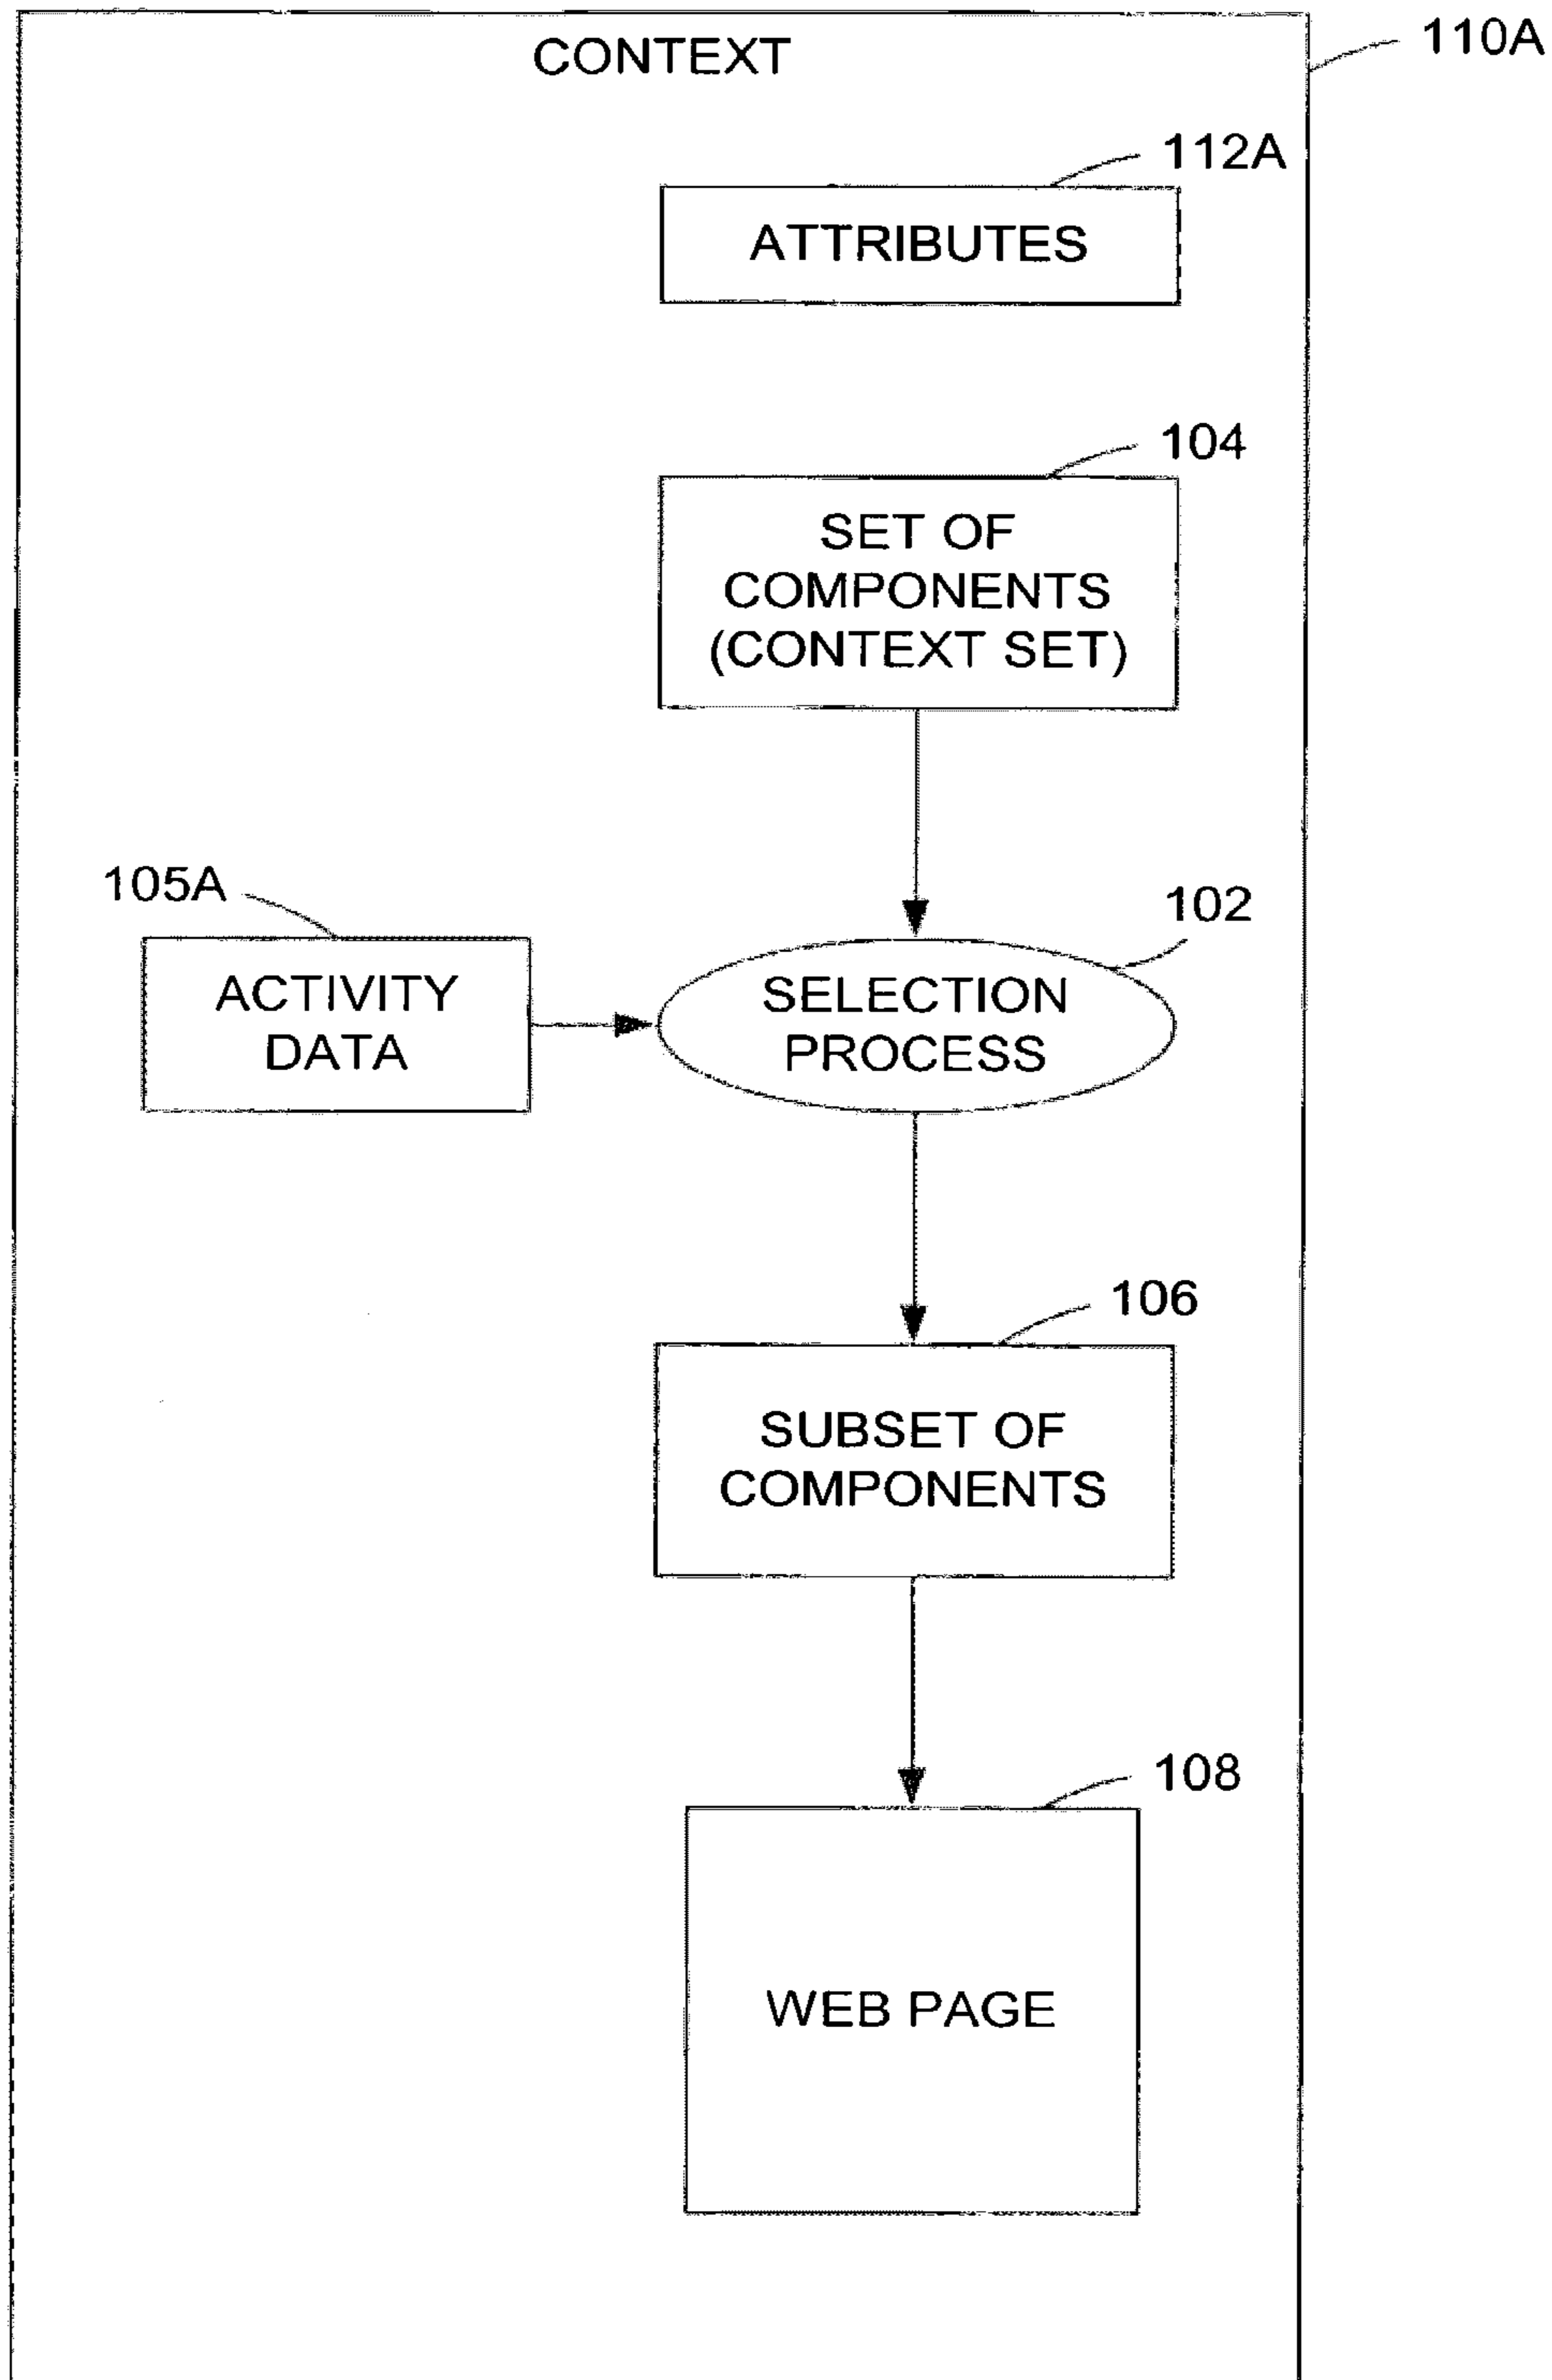 CONTEXT
110A
112A
ATTRIBUTES
104
SET OF
COMPONENTS
(CONTEXT SET)
105A
102
ACTIVITY
DATA
SELECTION
PROCESS
106
SUBSET OF
COMPONENTS
108
WEB PAGE